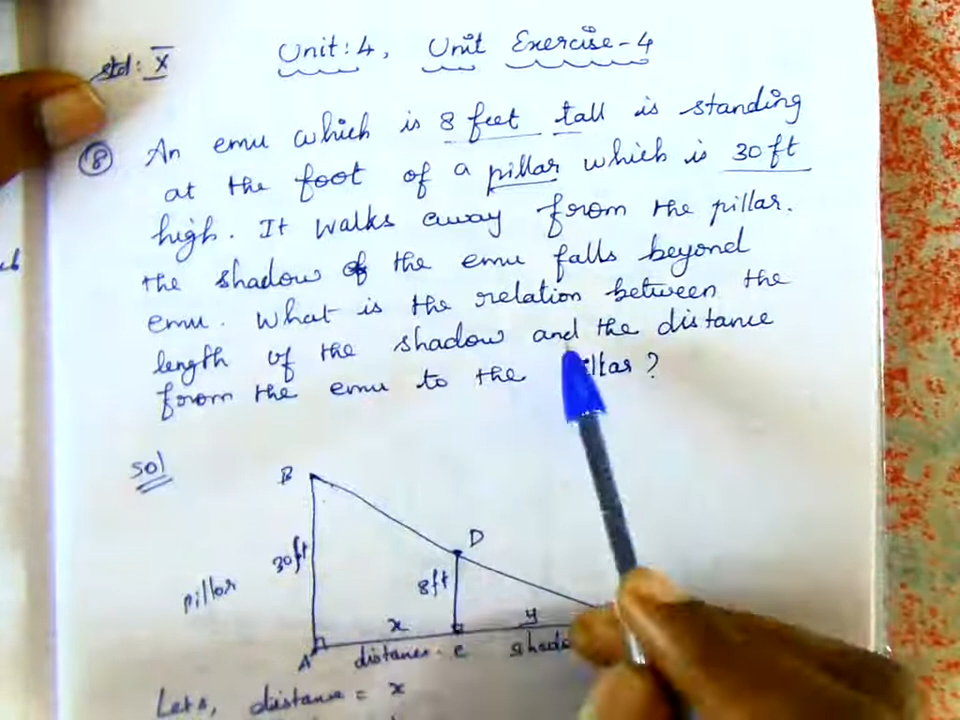 std: X
Unit: 4, Unit Exercise-4
8 An emu which is 8 feet tall is standing
at the foot of a pillar which is 30 ft
high. It walks away from the pillar.
the shadow of the emu falls beyond
emu. What is the relation between the
length of the shadow and the distance
from the emu to the
sol
B
D
30ft
8ft
pillar
x
y
A
distance
C
Let's, distance = x